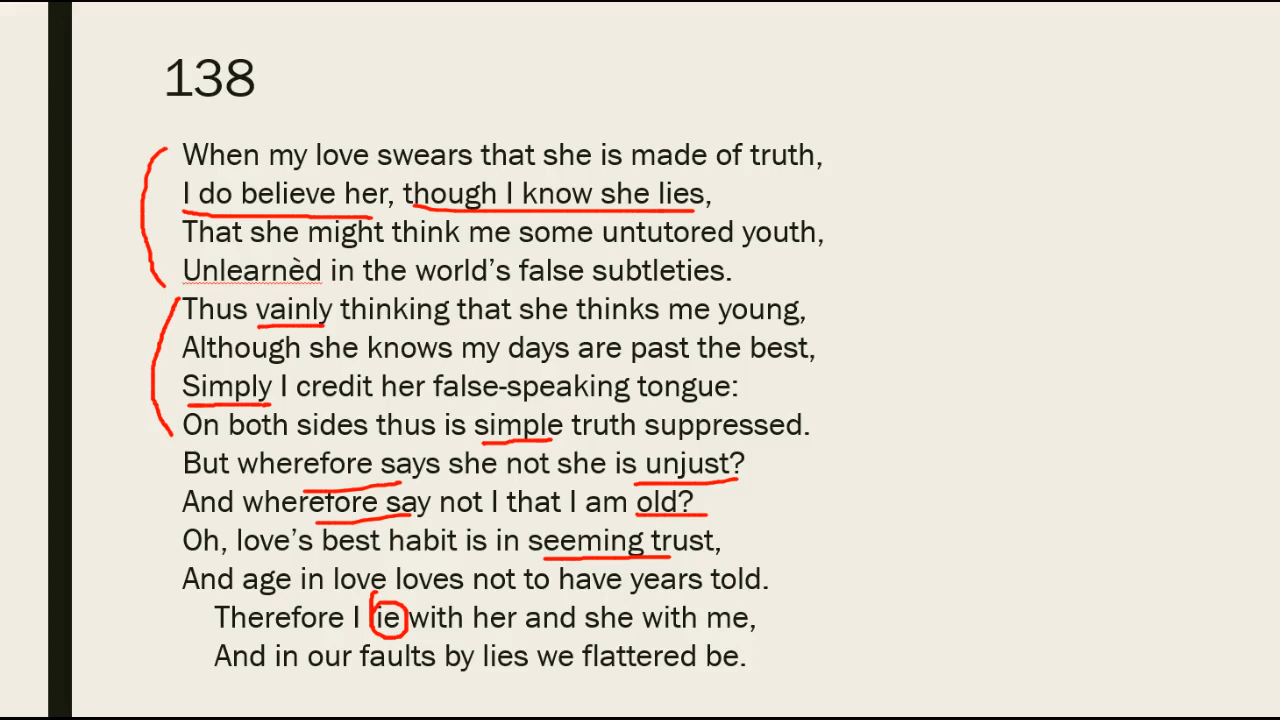 138
When my love swears that she is made of truth,
I do believe her, though I know she lies,
That she might think me some untutored youth,
Unlearnèd in the world’s false subtleties.
Thus vainly thinking that she thinks me young,
Although she knows my days are past the best,
Simply I credit her false-speaking tongue:
On both sides thus is simple truth suppressed.
But wherefore says she not she is unjust?
And wherefore say not I that I am old?
Oh, love’s best habit is in seeming trust,
And age in love loves not to have years told.
Therefore I lie with her and she with me,
And in our faults by lies we flattered be.